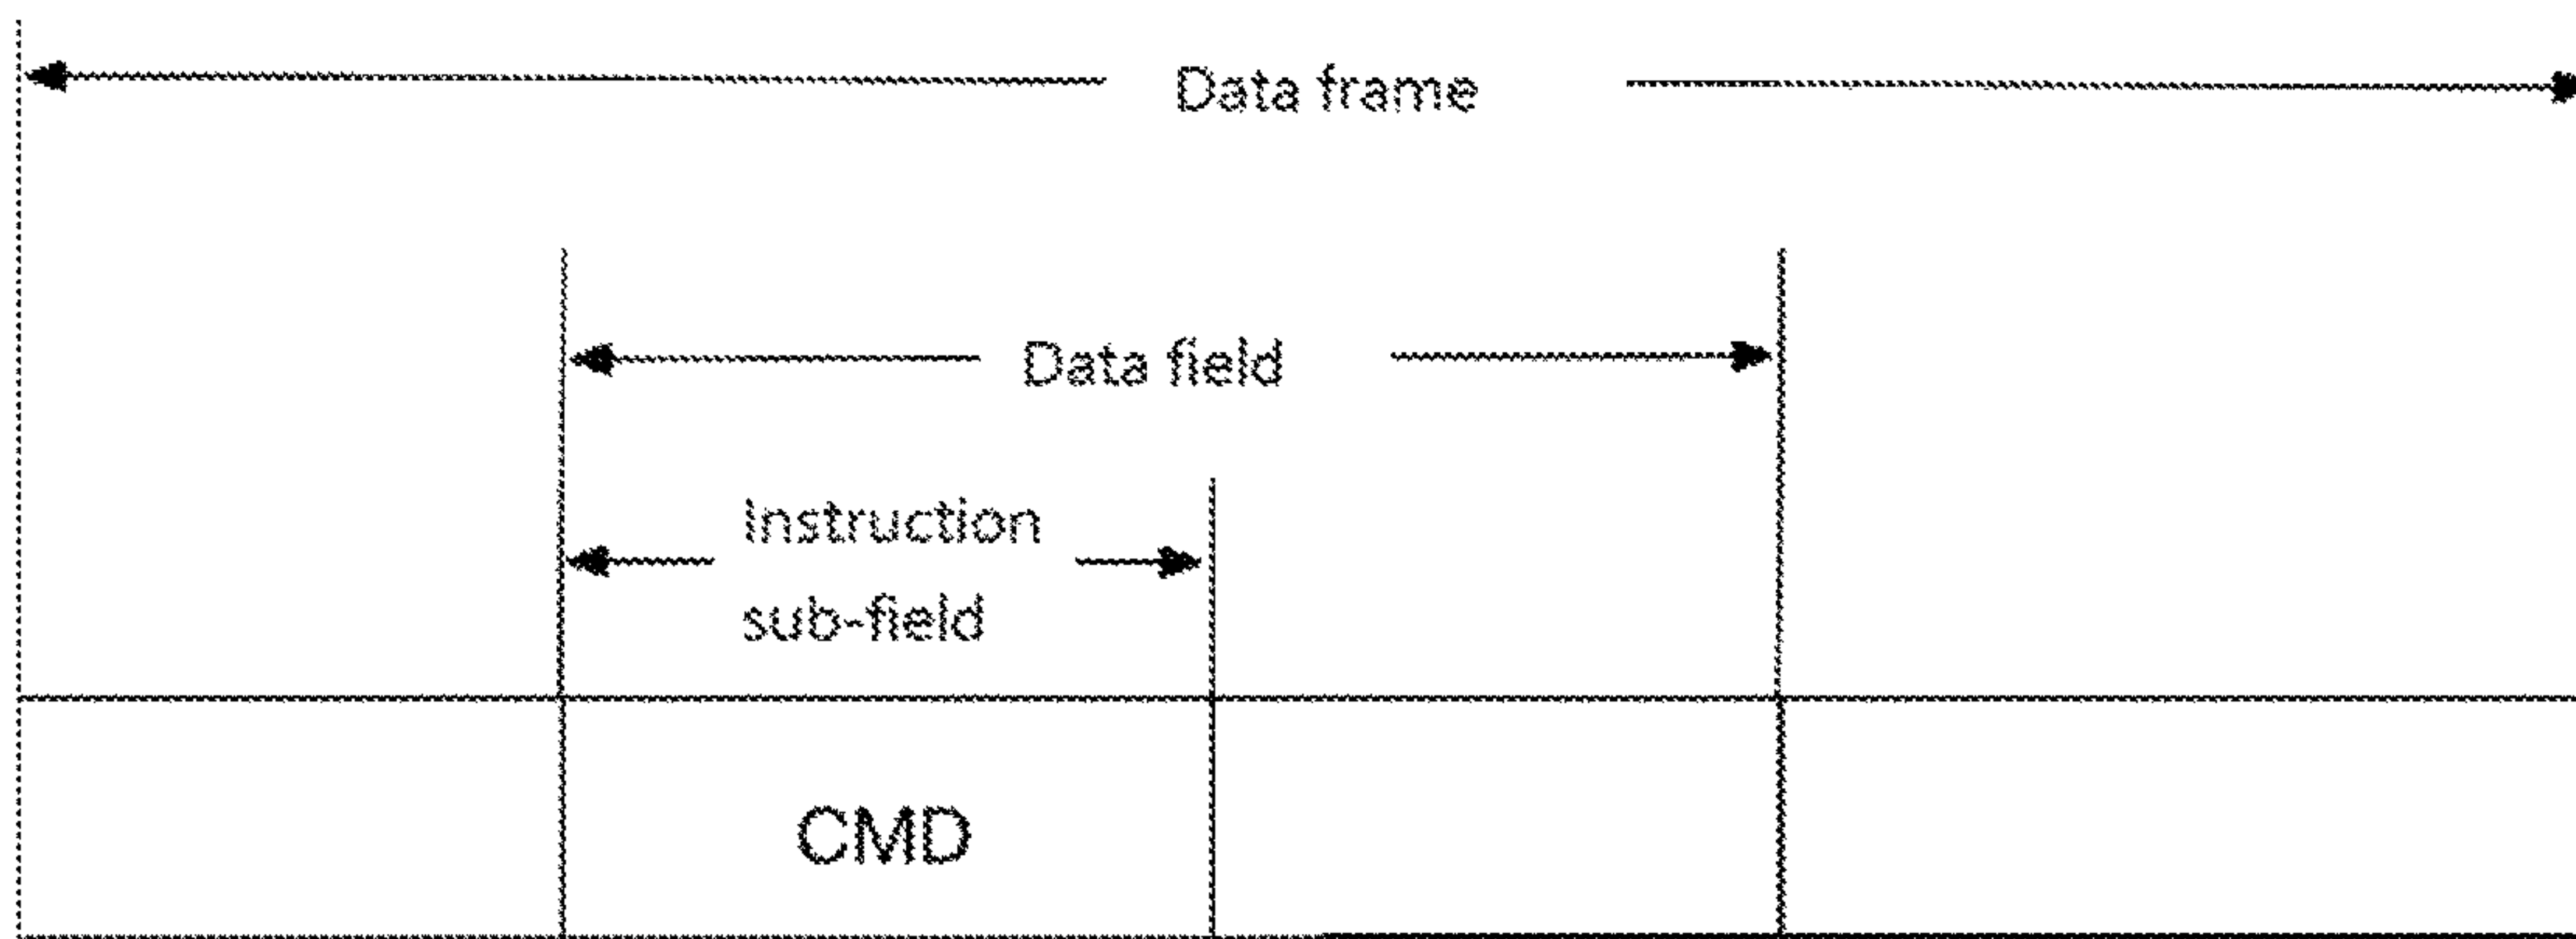 Data frame
Data field
Instruction
sub-field
CMD